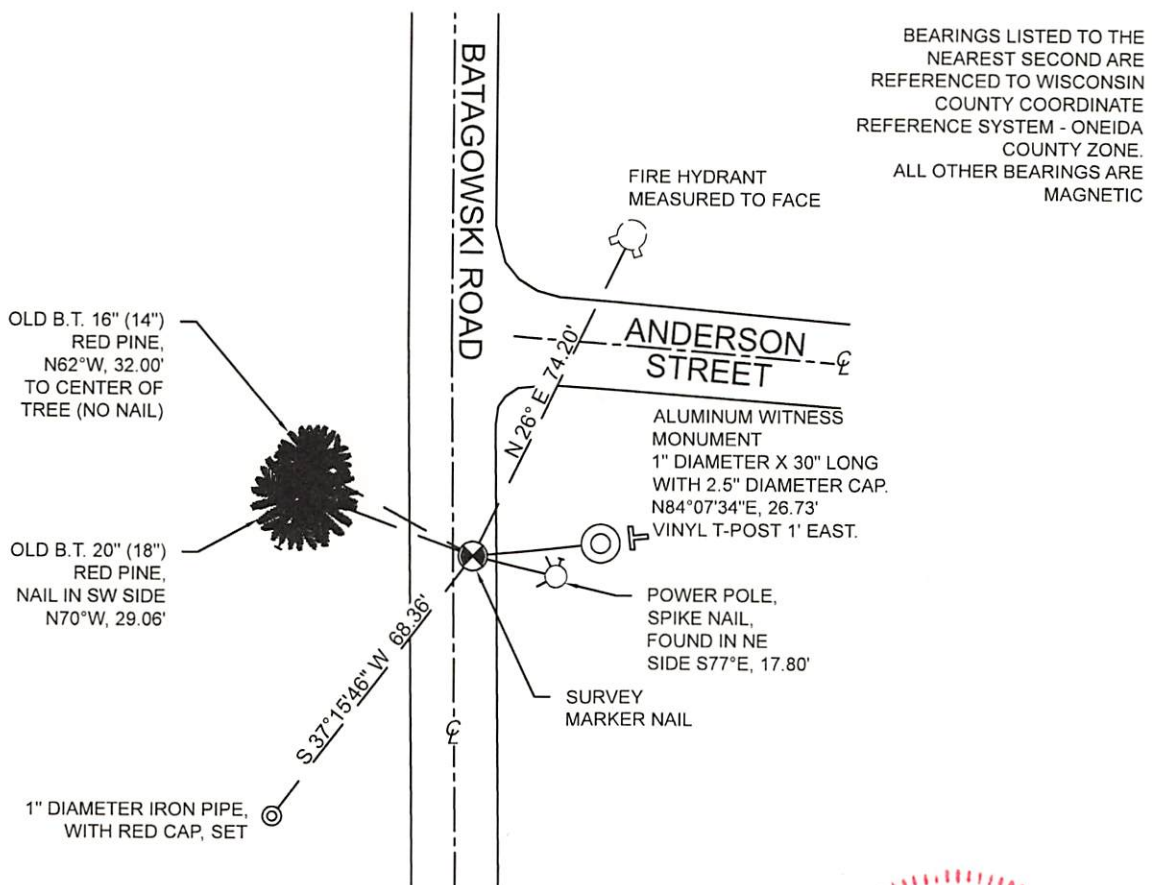 BEARINGS LISTED TO THE
NEAREST SECOND ARE
REFERENCED TO WISCONSIN
COUNTY COORDINATE
REFERENCE SYSTEM - ONEIDA
COUNTY ZONE.
ALL OTHER BEARINGS ARE
MAGNETIC
BATAGOWSKI ROAD
FIRE HYDRANT
MEASURED TO FACE
ANDERSON
STREET
℄
N 26° E 74.20'
OLD B.T. 16" (14")
RED PINE,
N62°W, 32.00'
TO CENTER OF
TREE (NO NAIL)
ALUMINUM WITNESS
MONUMENT
1" DIAMETER X 30" LONG
WITH 2.5" DIAMETER CAP.
N84°07'34"E, 26.73'
VINYL T-POST 1' EAST.
OLD B.T. 20" (18")
RED PINE,
NAIL IN SW SIDE
N70°W, 29.06'
POWER POLE,
SPIKE NAIL,
FOUND IN NE
SIDE S77°E, 17.80'
S 37°15'46" W 68.36'
SURVEY
MARKER NAIL
℄
1" DIAMETER IRON PIPE,
WITH RED CAP, SET